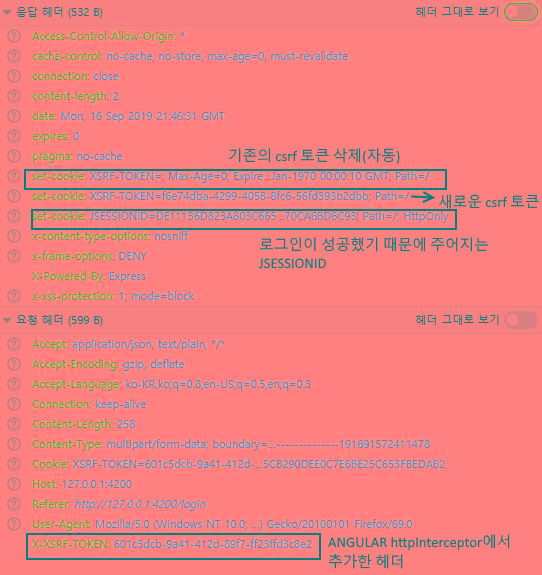 응답 헤더 (532 B) 헤더 그대로 보기
Access-Control-Allow-Origin: *
cache-control: no-cache, no-store, max-age=0, must-revalidate
connection: close
content-length: 2
date: Mon, 16 Sep 2019 21:46:31 GMT
expires: 0
pragma: no-cache
기존의 csrf 토큰 삭제(자동)
set-cookie: XSRF-TOKEN=; Max-Age=0; Expire...Jan-1970 00:00:10 GMT; Path=/
set-cookie: XSRF-TOKEN=f6e74dba-4299-4058-8fc6-56fd393b2dbb; Path=/
새로운 csrf 토큰
set-cookie: JSESSIONID=DE11136D823A803C665...70CA6BD6C93; Path=/; HttpOnly
x-content-type-options: nosniff
로그인이 성공했기 때문에 주어지는
JSESSIONID
x-frame-options: DENY
X-Powered-By: Express
x-xss-protection: 1; mode=block
요청 헤더 (599 B) 헤더 그대로 보기
Accept: application/json, text/plain, */*
Accept-Encoding: gzip, deflate
Accept-Language: ko-KR,ko;q=0.8,en-US;q=0.5,en;q=0.3
Connection: keep-alive
Content-Length: 258
Content-Type: multipart/form-data; boundary=...---------------191691572411478
Cookie: XSRF-TOKEN=601c5dcb-9a41-412d-...5CB290DEE0C7E6BE25C653FBEDAB2
Host: 127.0.0.1:4200
Referer: http://127.0.0.1:4200/login
User-Agent: Mozilla/5.0 (Windows NT 10.0; ...) Gecko/20100101 Firefox/69.0
X-XSRF-TOKEN: 601c5dcb-9a41-412d-89f7-ff23ffd3c8e2
ANGULAR httpInterceptor에서
추가한 헤더